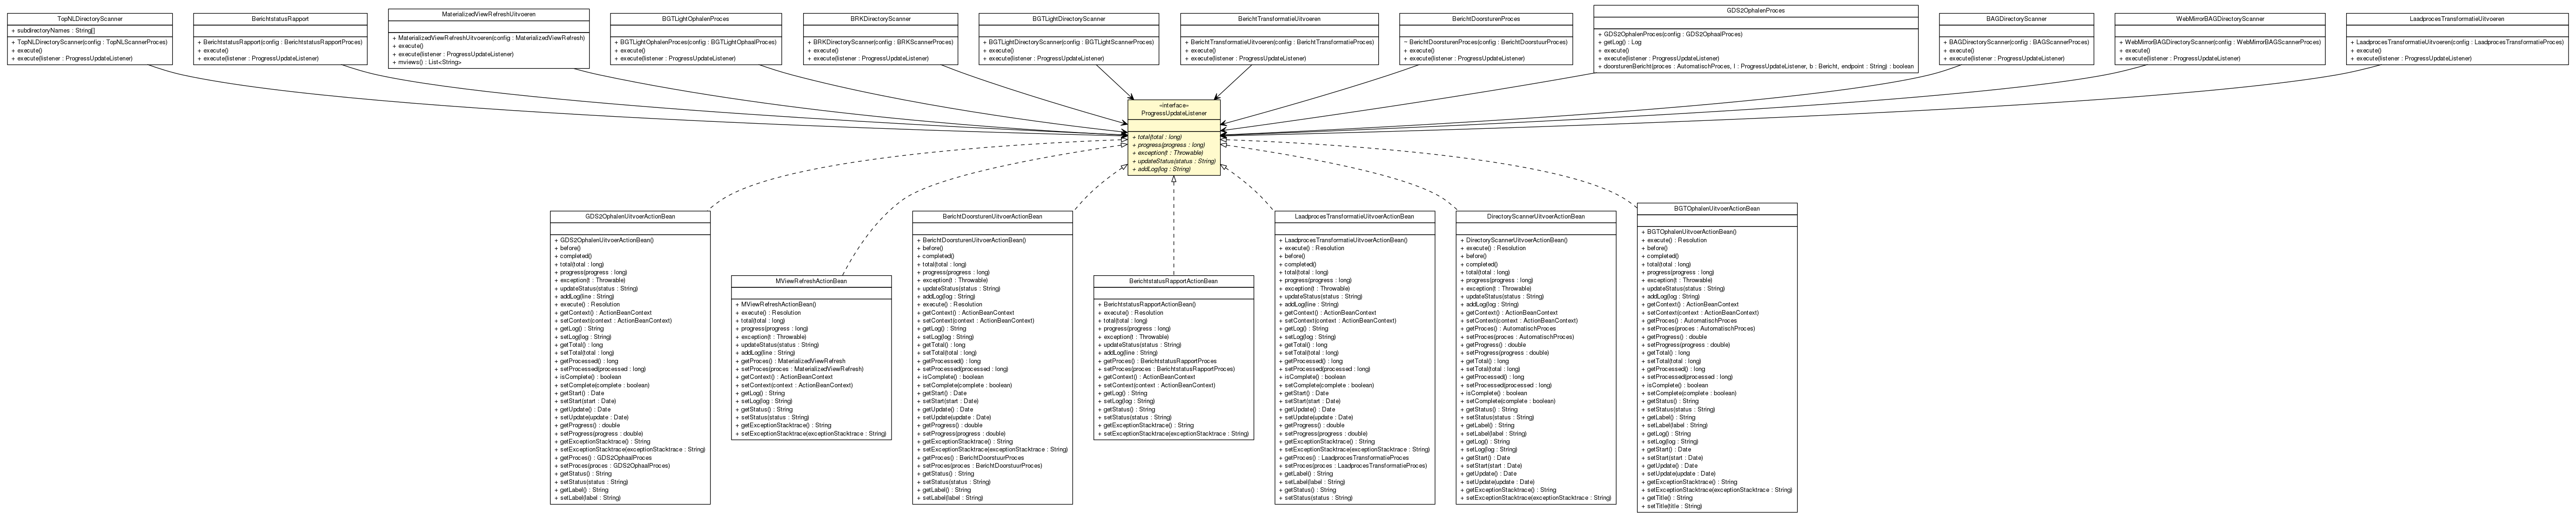 TopNLDirectoryScanner
+ subdirectoryNames : String[]
+ TopNLDirectoryScanner(config : TopNLScannerProces)
+ execute()
+ execute(listener : ProgressUpdateListener)
BerichtstatusRapport
+ BerichtstatusRapport(config : BerichtstatusRapportProces)
+ execute()
+ execute(listener : ProgressUpdateListener)
MaterializedViewRefreshUitvoeren
+ MaterializedViewRefreshUitvoeren(config : MaterializedViewRefresh)
+ execute()
+ execute(listener : ProgressUpdateListener)
+ mviews() : List<String>
BGTLightOphalenProces
+ BGTLightOphalenProces(config : BGTLightOphaalProces)
+ execute()
+ execute(listener : ProgressUpdateListener)
BRKDirectoryScanner
+ BRKDirectoryScanner(config : BRKScannerProces)
+ execute()
+ execute(listener : ProgressUpdateListener)
BGTLightDirectoryScanner
+ BGTLightDirectoryScanner(config : BGTLightScannerProces)
+ execute()
+ execute(listener : ProgressUpdateListener)
BerichtTransformatieUitvoeren
+ BerichtTransformatieUitvoeren(config : BerichtTransformatieProces)
+ execute()
+ execute(listener : ProgressUpdateListener)
BerichtDoorsturenProces
~ BerichtDoorsturenProces(config : BerichtDoorstuurProces)
+ execute()
+ execute(listener : ProgressUpdateListener)
GDS2OphalenProces
+ GDS2OphalenProces(config : GDS2OphaalProces)
+ getLog() : Log
+ execute()
+ execute(listener : ProgressUpdateListener)
+ doorsturenBericht(proces : AutomatischProces, l : ProgressUpdateListener, b : Bericht, endpoint : String) : boolean
BAGDirectoryScanner
+ BAGDirectoryScanner(config : BAGScannerProces)
+ execute()
+ execute(listener : ProgressUpdateListener)
WebMirrorBAGDirectoryScanner
+ WebMirrorBAGDirectoryScanner(config : WebMirrorBAGScannerProces)
+ execute()
+ execute(listener : ProgressUpdateListener)
LaadprocesTransformatieUitvoeren
+ LaadprocesTransformatieUitvoeren(config : LaadprocesTransformatieProces)
+ execute()
+ execute(listener : ProgressUpdateListener)
«interface»
ProgressUpdateListener
+ total(total : long)
+ progress(progress : long)
+ exception(t : Throwable)
+ updateStatus(status : String)
+ addLog(log : String)
GDS2OphalenUitvoerActionBean
+ GDS2OphalenUitvoerActionBean()
+ before()
+ completed()
+ total(total : long)
+ progress(progress : long)
+ exception(t : Throwable)
+ updateStatus(status : String)
+ addLog(line : String)
+ execute() : Resolution
+ getContext() : ActionBeanContext
+ setContext(context : ActionBeanContext)
+ getLog() : String
+ setLog(log : String)
+ getTotal() : long
+ setTotal(total : long)
+ getProcessed() : long
+ setProcessed(processed : long)
+ isComplete() : boolean
+ setComplete(complete : boolean)
+ getStart() : Date
+ setStart(start : Date)
+ getUpdate() : Date
+ setUpdate(update : Date)
+ getProgress() : double
+ setProgress(progress : double)
+ getExceptionStacktrace() : String
+ setExceptionStacktrace(exceptionStacktrace : String)
+ getProces() : GDS2OphaalProces
+ setProces(proces : GDS2OphaalProces)
+ getStatus() : String
+ setStatus(status : String)
+ getLabel() : String
+ setLabel(label : String)
MViewRefreshActionBean
+ MViewRefreshActionBean()
+ execute() : Resolution
+ total(total : long)
+ progress(progress : long)
+ exception(t : Throwable)
+ updateStatus(status : String)
+ addLog(line : String)
+ getProces() : MaterializedViewRefresh
+ setProces(proces : MaterializedViewRefresh)
+ getContext() : ActionBeanContext
+ setContext(context : ActionBeanContext)
+ getLog() : String
+ setLog(log : String)
+ getStatus() : String
+ setStatus(status : String)
+ getExceptionStacktrace() : String
+ setExceptionStacktrace(exceptionStacktrace : String)
BerichtDoorsturenUitvoerActionBean
+ BerichtDoorsturenUitvoerActionBean()
+ before()
+ completed()
+ total(total : long)
+ progress(progress : long)
+ exception(t : Throwable)
+ updateStatus(status : String)
+ addLog(log : String)
+ execute() : Resolution
+ getContext() : ActionBeanContext
+ setContext(context : ActionBeanContext)
+ getLog() : String
+ setLog(log : String)
+ getTotal() : long
+ setTotal(total : long)
+ getProcessed() : long
+ setProcessed(processed : long)
+ isComplete() : boolean
+ setComplete(complete : boolean)
+ getStart() : Date
+ setStart(start : Date)
+ getUpdate() : Date
+ setUpdate(update : Date)
+ getProgress() : double
+ setProgress(progress : double)
+ getExceptionStacktrace() : String
+ setExceptionStacktrace(exceptionStacktrace : String)
+ getProces() : BerichtDoorstuurProces
+ setProces(proces : BerichtDoorstuurProces)
+ getStatus() : String
+ setStatus(status : String)
+ getLabel() : String
+ setLabel(label : String)
BerichtstatusRapportActionBean
+ BerichtstatusRapportActionBean()
+ execute() : Resolution
+ total(total : long)
+ progress(progress : long)
+ exception(t : Throwable)
+ updateStatus(status : String)
+ addLog(line : String)
+ getProces() : BerichtstatusRapportProces
+ setProces(proces : BerichtstatusRapportProces)
+ getContext() : ActionBeanContext
+ setContext(context : ActionBeanContext)
+ getLog() : String
+ setLog(log : String)
+ getStatus() : String
+ setStatus(status : String)
+ getExceptionStacktrace() : String
+ setExceptionStacktrace(exceptionStacktrace : String)
LaadprocesTransformatieUitvoerActionBean
+ LaadprocesTransformatieUitvoerActionBean()
+ execute() : Resolution
+ before()
+ completed()
+ total(total : long)
+ progress(progress : long)
+ exception(t : Throwable)
+ updateStatus(status : String)
+ addLog(line : String)
+ getContext() : ActionBeanContext
+ setContext(context : ActionBeanContext)
+ getLog() : String
+ setLog(log : String)
+ getTotal() : long
+ setTotal(total : long)
+ getProcessed() : long
+ setProcessed(processed : long)
+ isComplete() : boolean
+ setComplete(complete : boolean)
+ getStart() : Date
+ setStart(start : Date)
+ getUpdate() : Date
+ setUpdate(update : Date)
+ getProgress() : double
+ setProgress(progress : double)
+ getExceptionStacktrace() : String
+ setExceptionStacktrace(exceptionStacktrace : String)
+ getProces() : LaadprocesTransformatieProces
+ setProces(proces : LaadprocesTransformatieProces)
+ getLabel() : String
+ setLabel(label : String)
+ getStatus() : String
+ setStatus(status : String)
DirectoryScannerUitvoerActionBean
+ DirectoryScannerUitvoerActionBean()
+ execute() : Resolution
+ before()
+ completed()
+ total(total : long)
+ progress(progress : long)
+ exception(t : Throwable)
+ updateStatus(status : String)
+ addLog(log : String)
+ getContext() : ActionBeanContext
+ setContext(context : ActionBeanContext)
+ getProces() : AutomatischProces
+ setProces(proces : AutomatischProces)
+ getProgress() : double
+ setProgress(progress : double)
+ getTotal() : long
+ setTotal(total : long)
+ getProcessed() : long
+ setProcessed(processed : long)
+ isComplete() : boolean
+ setComplete(complete : boolean)
+ getStatus() : String
+ setStatus(status : String)
+ getLabel() : String
+ setLabel(label : String)
+ getLog() : String
+ setLog(log : String)
+ getStart() : Date
+ setStart(start : Date)
+ getUpdate() : Date
+ setUpdate(update : Date)
+ getExceptionStacktrace() : String
+ setExceptionStacktrace(exceptionStacktrace : String)
BGTOphalenUitvoerActionBean
+ BGTOphalenUitvoerActionBean()
+ execute() : Resolution
+ before()
+ completed()
+ total(total : long)
+ progress(progress : long)
+ exception(t : Throwable)
+ updateStatus(status : String)
+ addLog(log : String)
+ getContext() : ActionBeanContext
+ setContext(context : ActionBeanContext)
+ getProces() : AutomatischProces
+ setProces(proces : AutomatischProces)
+ getProgress() : double
+ setProgress(progress : double)
+ getTotal() : long
+ setTotal(total : long)
+ getProcessed() : long
+ setProcessed(processed : long)
+ isComplete() : boolean
+ setComplete(complete : boolean)
+ getStatus() : String
+ setStatus(status : String)
+ getLabel() : String
+ setLabel(label : String)
+ getLog() : String
+ setLog(log : String)
+ getStart() : Date
+ setStart(start : Date)
+ getUpdate() : Date
+ setUpdate(update : Date)
+ getExceptionStacktrace() : String
+ setExceptionStacktrace(exceptionStacktrace : String)
+ getTitle() : String
+ setTitle(title : String)